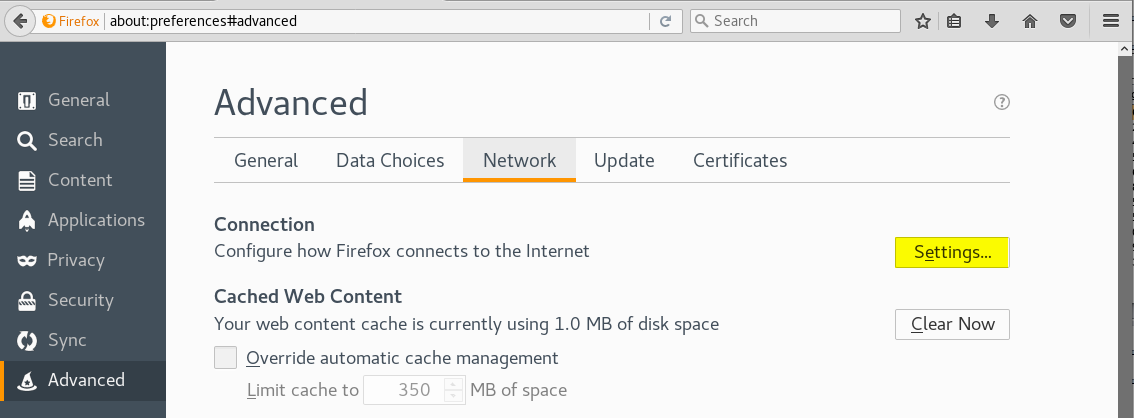 Firefox about:preferences#advanced Search
General
Search
Content
Applications
Privacy
Security
Sync
Advanced
Advanced
General Data Choices Network Update Certificates
Connection
Configure how Firefox connects to the Internet Settings...
Cached Web Content
Your web content cache is currently using 1.0 MB of disk space Clear Now
Override automatic cache management
Limit cache to 350 MB of space